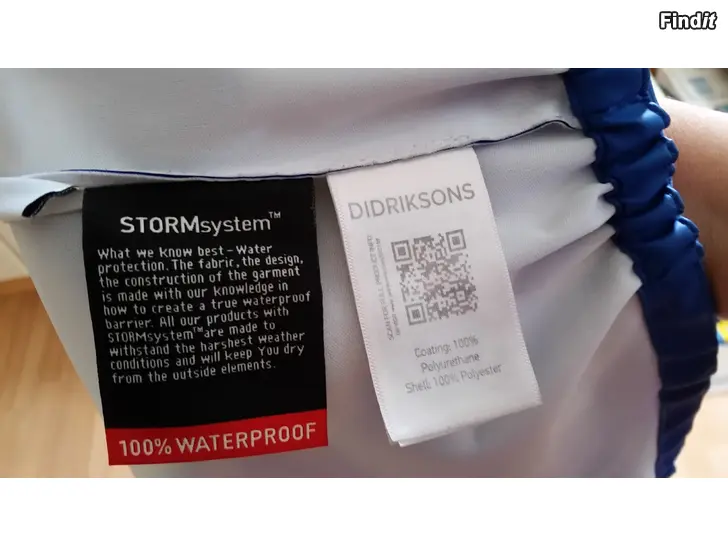 Findit
STORMsystem™
What we know best – Water
protection. The fabric, the design,
the construction of the garment
is made with our knowledge in
how to create a true waterproof
barrier. All our products with
STORMsystem™ are made to
withstand the harshest weather
conditions and will keep you dry
from the outside elements.
100% WATERPROOF
DIDRIKSONS
Coating: 100%
Polyurethane
Shell: 100% Polyester